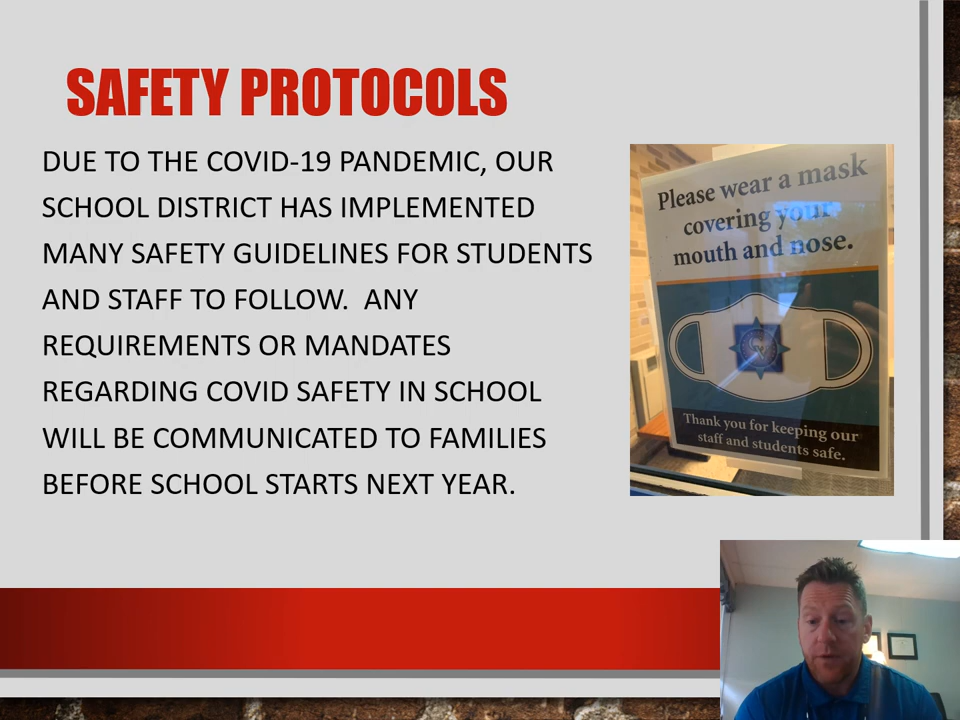 SAFETY PROTOCOLS
DUE TO THE COVID-19 PANDEMIC, OUR
SCHOOL DISTRICT HAS IMPLEMENTED
MANY SAFETY GUIDELINES FOR STUDENTS
AND STAFF TO FOLLOW.  ANY
REQUIREMENTS OR MANDATES
REGARDING COVID SAFETY IN SCHOOL
WILL BE COMMUNICATED TO FAMILIES
BEFORE SCHOOL STARTS NEXT YEAR.
Please wear a mask
covering your
mouth and nose.
Thank you for keeping our
staff and students safe.